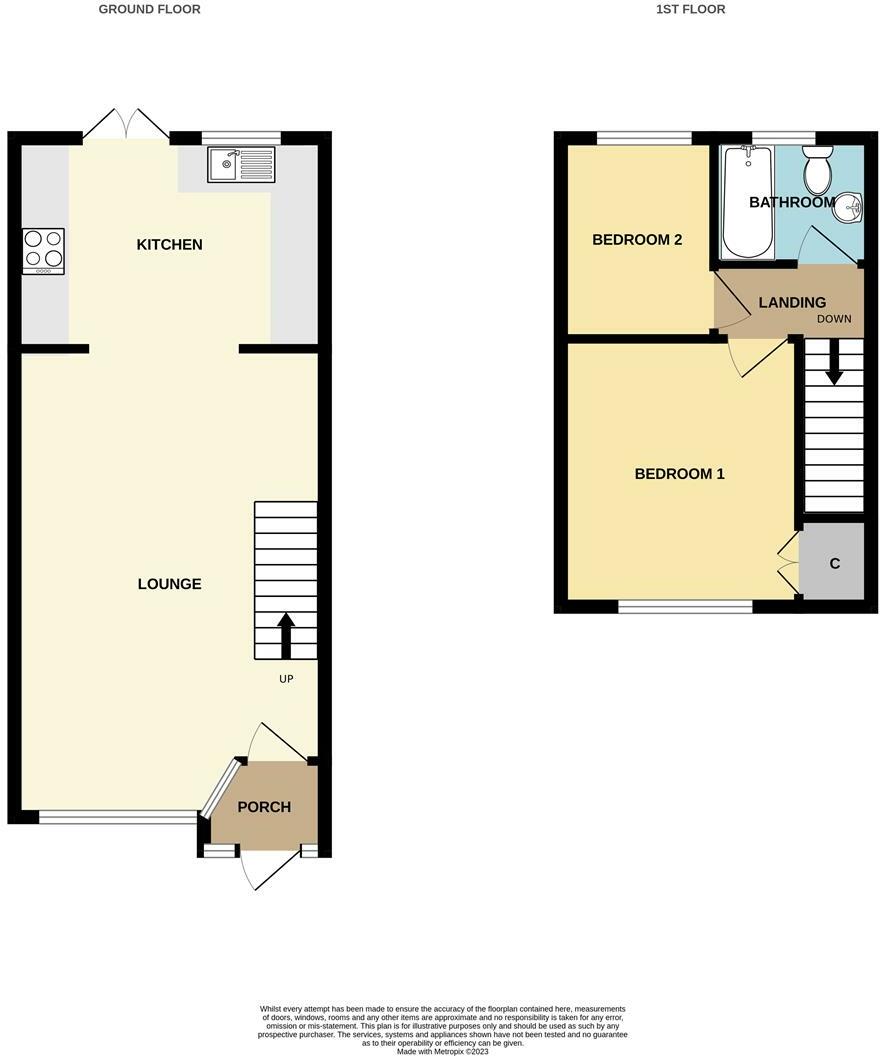 GROUND FLOOR
1ST FLOOR
KITCHEN
LOUNGE
UP
PORCH
BEDROOM 2
BATHROOM
LANDING
DOWN
BEDROOM 1
C
Whilst every attempt has been made to ensure the accuracy of the floorplan contained here, measurements
of doors, windows, rooms and any other items are approximate and no responsibility is taken for any error,
omission or mis-statement. This plan is for illustrative purposes only and should be used as such by any
prospective purchaser. The services, systems and appliances shown have not been tested and no guarantee
as to their operability or efficiency can be given.
Made with Metropix ©2023